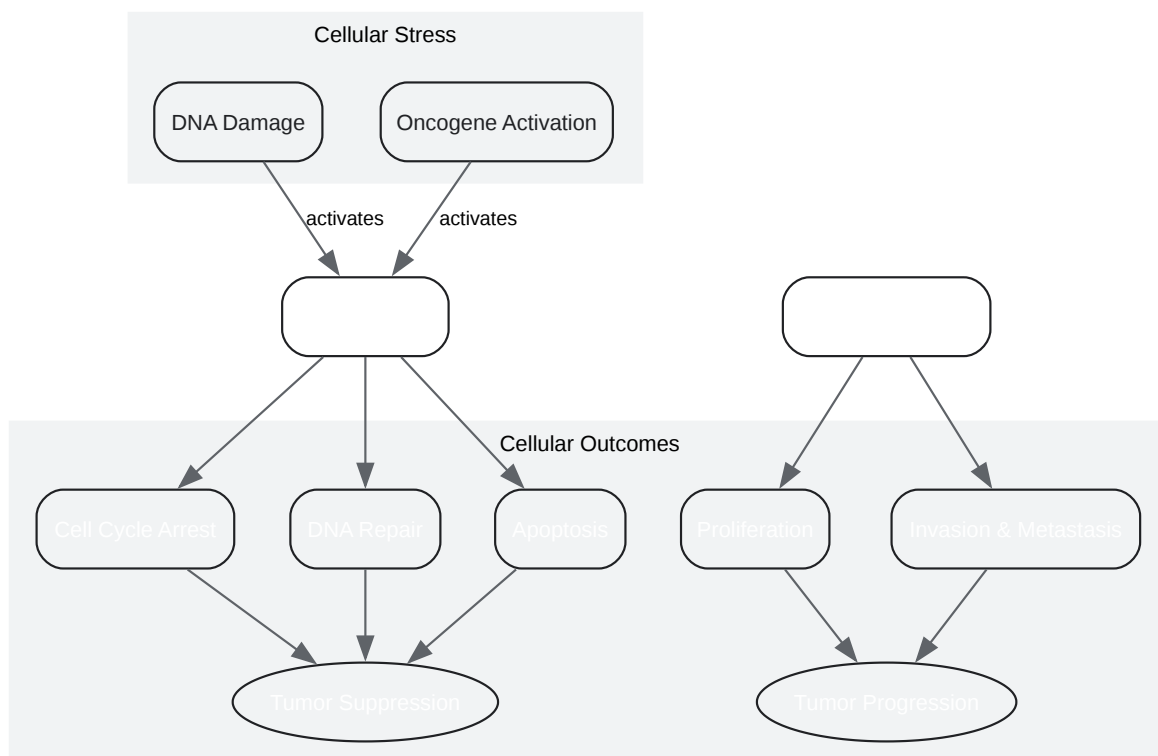 Cellular Stress
DNA Damage
Oncogene Activation
activates
activates
Cellular Outcomes
Cell Cycle Arrest
DNA Repair
Apoptosis
Proliferation
Invasion & Metastasis
Tumor Suppression
Tumor Progression